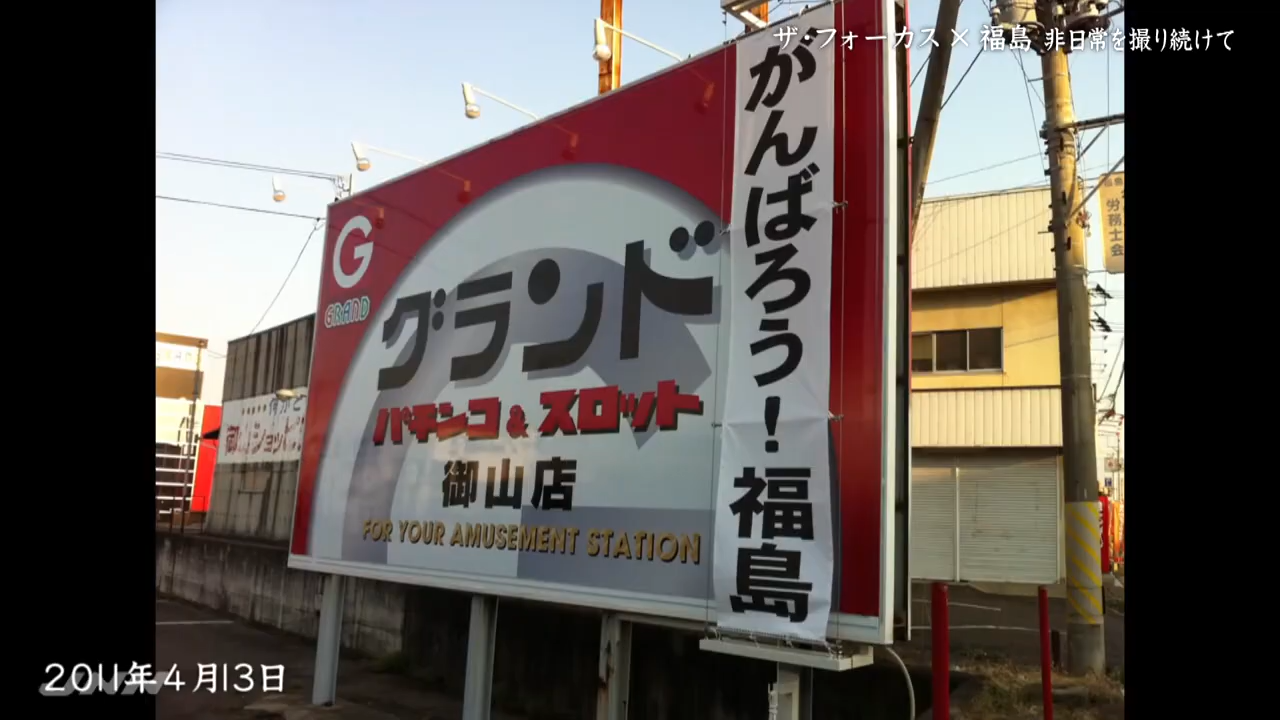 ザ・フォーカス×福島 非日常を撮り続けて
G
GRAND
グランド
パチンコ&スロット
御山店
FOR YOUR AMUSEMENT STATION
がんばろう!福島
労務士会
2011年4月13日